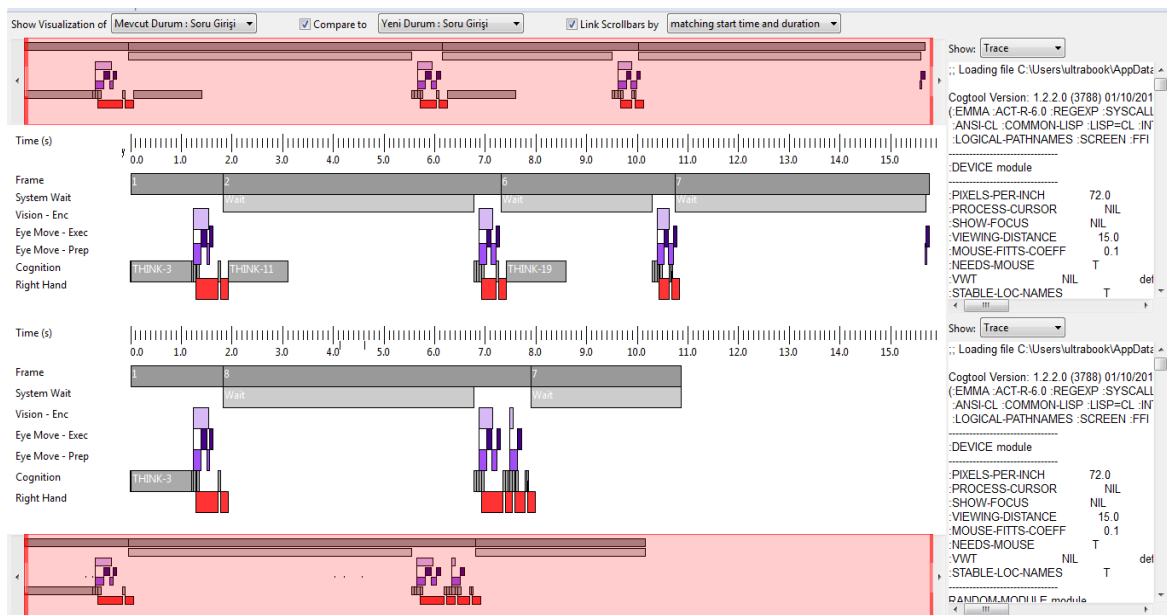 Show Visualization of Mevcut Durum : Soru Girişi Compare to Yeni Durum : Soru Girişi Link Scrollbars by matching start time and duration
Show: Trace
;; Loading file C:\Users\ultrabook\AppData
Cogtool Version: 1.2.2.0 (3788) 01/10/201
(:EMMA :ACT-R-6.0 :REGEXP :SYSCALL
:ANSI-CL :COMMON-LISP :LISP=CL :INT
:LOGICAL-PATHNAMES :SCREEN :FFI
-------------------------------
:DEVICE module
-------------------------------
:PIXELS-PER-INCH 72.0
:PROCESS-CURSOR NIL
:SHOW-FOCUS NIL
:VIEWING-DISTANCE 15.0
:MOUSE-FITTS-COEFF 0.1
:NEEDS-MOUSE T
:VWT NIL def
:STABLE-LOC-NAMES T
Time (s)
0.0 1.0 2.0 3.0 4.0 5.0 6.0 7.0 8.0 9.0 10.0 11.0 12.0 13.0 14.0 15.0
Frame 1 2 6 7
System Wait Wait Wait Wait
Vision - Enc
Eye Move - Exec
Eye Move - Prep
Cognition THINK-3 THINK-11 THINK-19
Right Hand
Show: Trace
;; Loading file C:\Users\ultrabook\AppData
Cogtool Version: 1.2.2.0 (3788) 01/10/201
(:EMMA :ACT-R-6.0 :REGEXP :SYSCALL
:ANSI-CL :COMMON-LISP :LISP=CL :INT
:LOGICAL-PATHNAMES :SCREEN :FFI
-------------------------------
:DEVICE module
-------------------------------
:PIXELS-PER-INCH 72.0
:PROCESS-CURSOR NIL
:SHOW-FOCUS NIL
:VIEWING-DISTANCE 15.0
:MOUSE-FITTS-COEFF 0.1
:NEEDS-MOUSE T
:VWT NIL def
:STABLE-LOC-NAMES T
-------------------------------
RANDOM-MODULE module
Time (s)
0.0 1.0 2.0 3.0 4.0 5.0 6.0 7.0 8.0 9.0 10.0 11.0 12.0 13.0 14.0 15.0
Frame 1 8 7
System Wait Wait Wait
Vision - Enc
Eye Move - Exec
Eye Move - Prep
Cognition THINK-3
Right Hand